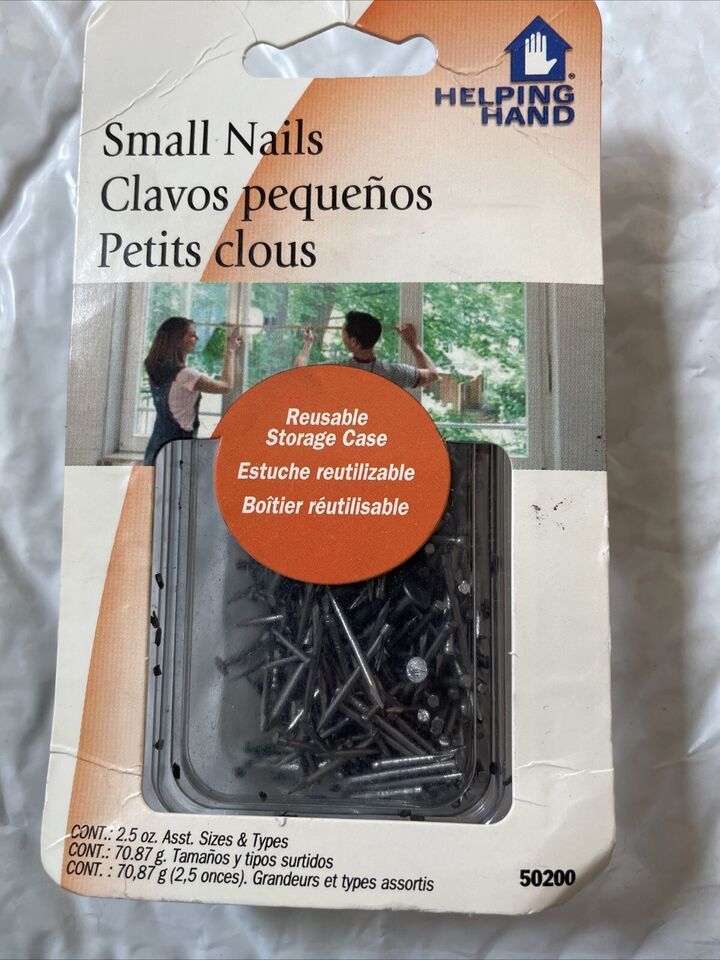 HELPING
HAND
®
Small Nails
Clavos pequeños
Petits clous
Reusable
Storage Case
Estuche reutilizable
Boîtier réutilisable
CONT.: 2.5 oz. Asst. Sizes & Types
CONT.: 70.87 g. Tamaños y tipos surtidos
CONT. : 70,87 g (2,5 onces). Grandeurs et types assortis
50200